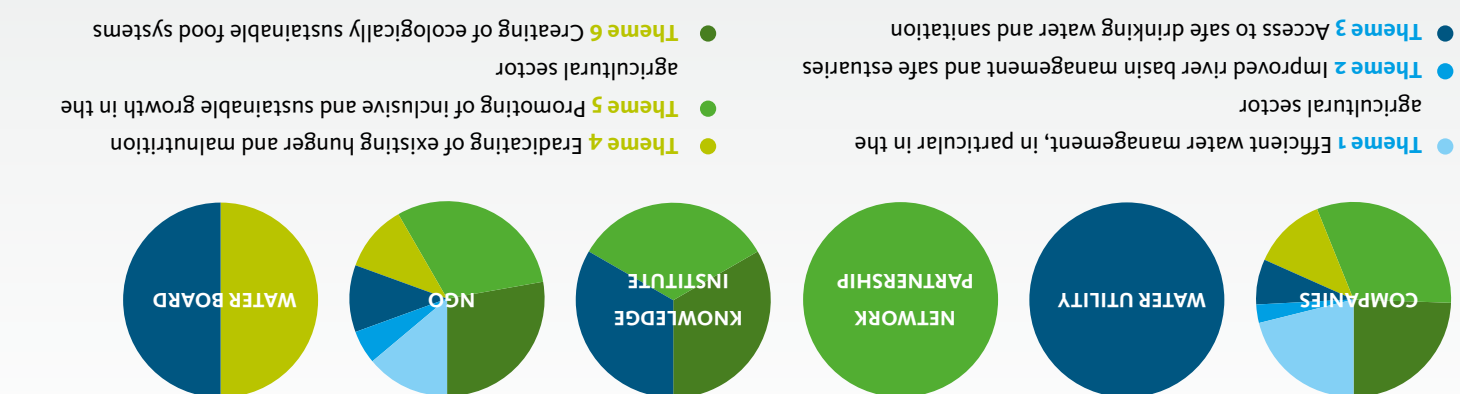 COMPANIES
WATER UTILITY
NETWORK
PARTNERSHIP
KNOWLEDGE
INSTITUTE
NGO
WATER BOARD
Theme 1 Efficient water management, in particular in the
agricultural sector
Theme 2 Improved river basin management and safe estuaries
Theme 3 Access to safe drinking water and sanitation
Theme 4 Eradicating of existing hunger and malnutrition
Theme 5 Promoting of inclusive and sustainable growth in the
agricultural sector
Theme 6 Creating of ecologically sustainable food systems